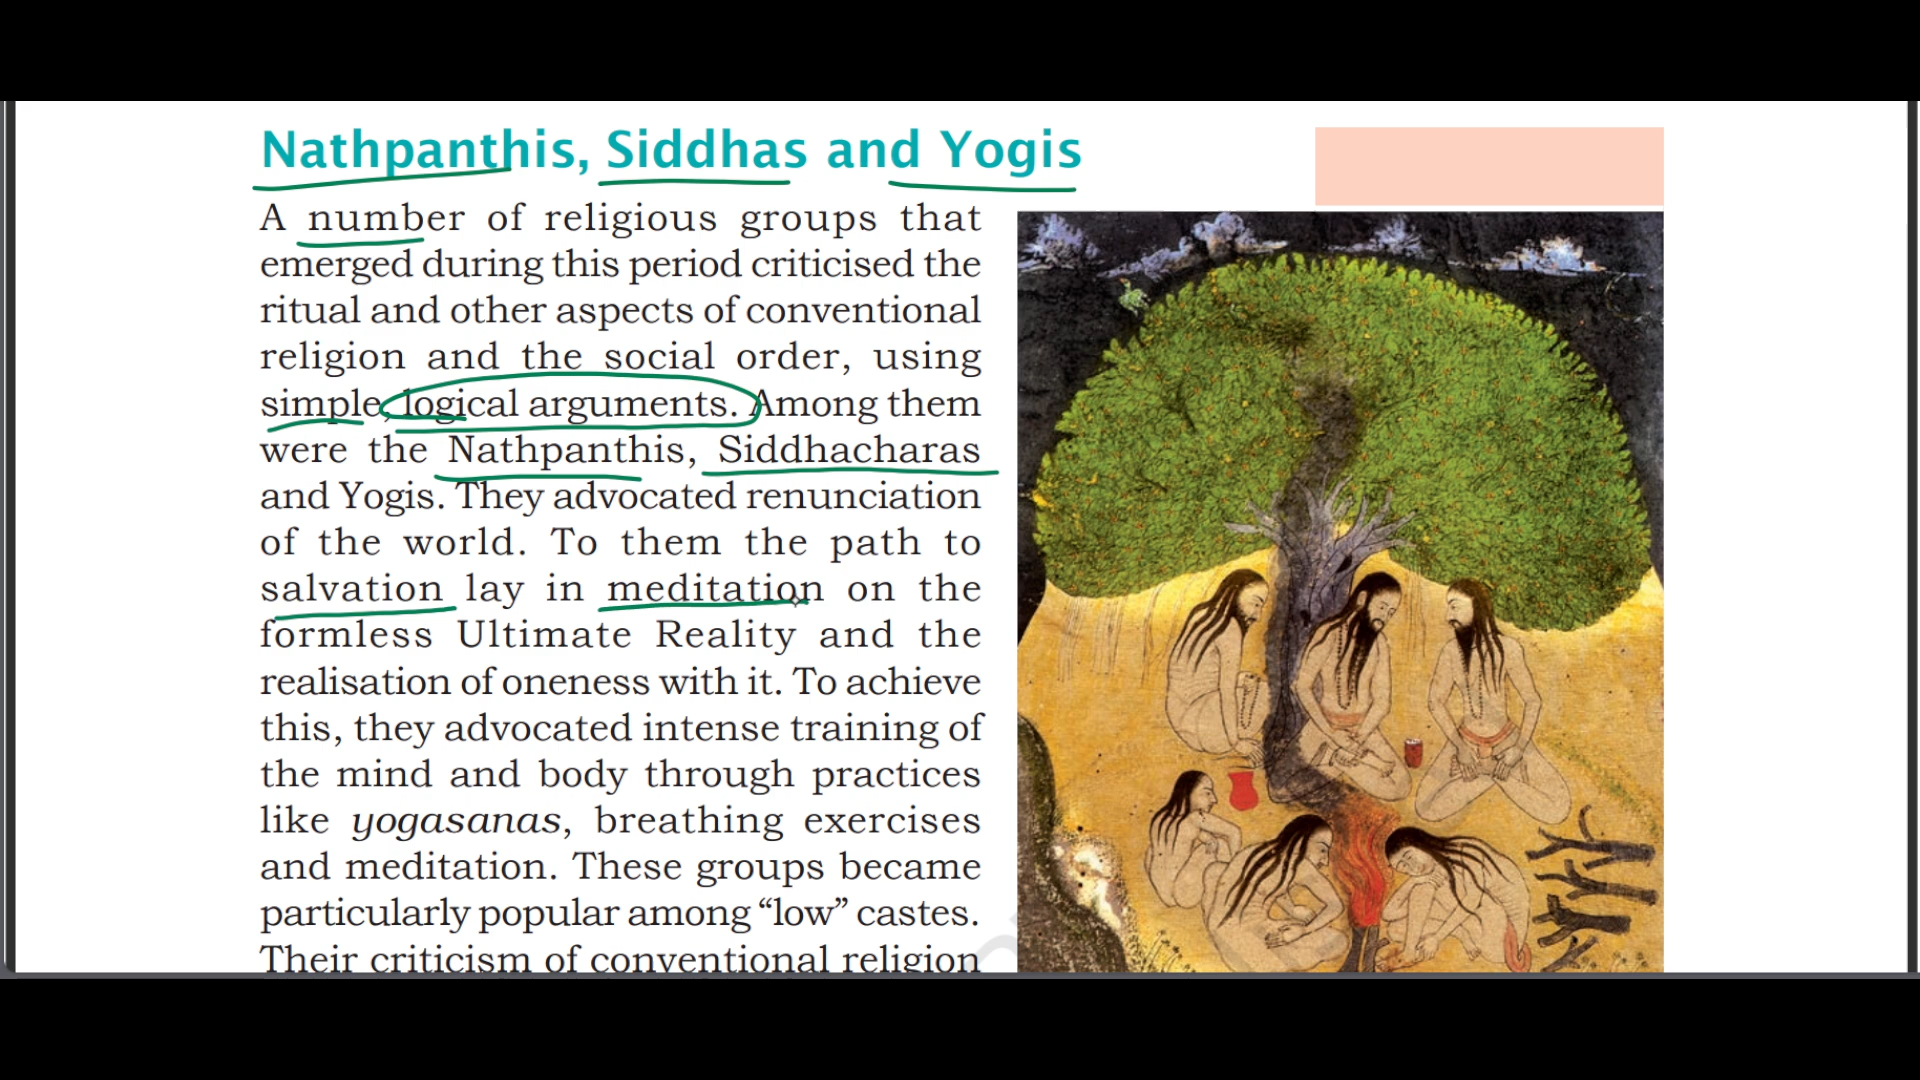 Nathpanthis, Siddhas and Yogis
A number of religious groups that
emerged during this period criticised the
ritual and other aspects of conventional
religion and the social order, using
simple, logical arguments. Among them
were the Nathpanthis, Siddhacharas
and Yogis. They advocated renunciation
of the world. To them the path to
salvation lay in meditation on the
formless Ultimate Reality and the
realisation of oneness with it. To achieve
this, they advocated intense training of
the mind and body through practices
like yogasanas, breathing exercises
and meditation. These groups became
particularly popular among “low” castes.
Their criticism of conventional religion